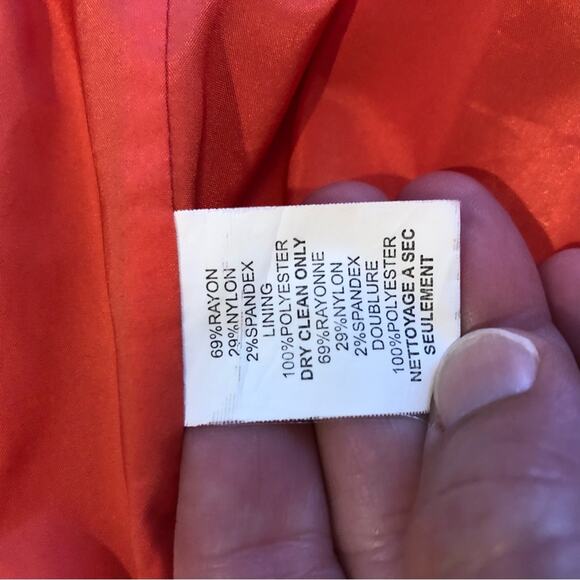 69%RAYON
29%NYLON
2%SPANDEX
LINING
100%POLYESTER
DRY CLEAN ONLY
69%RAYONNE
29%NYLON
2%SPANDEX
DOUBLURE
100%POLYESTER
NETTOYAGE A SEC
SEULEMENT